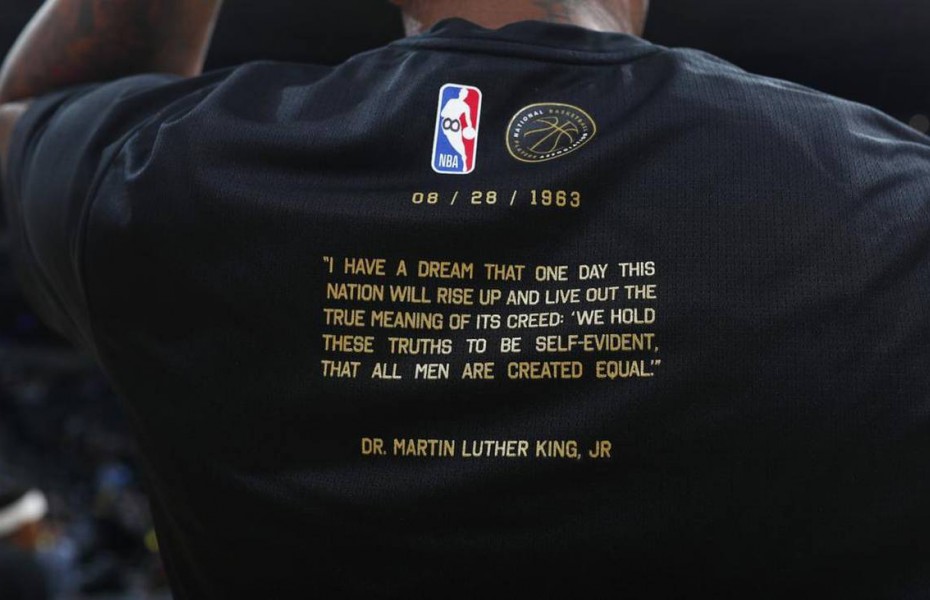 NBA
NATIONAL BASKETBALL
08 / 28 / 1963
"I HAVE A DREAM THAT ONE DAY THIS
NATION WILL RISE UP AND LIVE OUT THE
TRUE MEANING OF ITS CREED: 'WE HOLD
THESE TRUTHS TO BE SELF-EVIDENT,
THAT ALL MEN ARE CREATED EQUAL.'"
DR. MARTIN LUTHER KING, JR